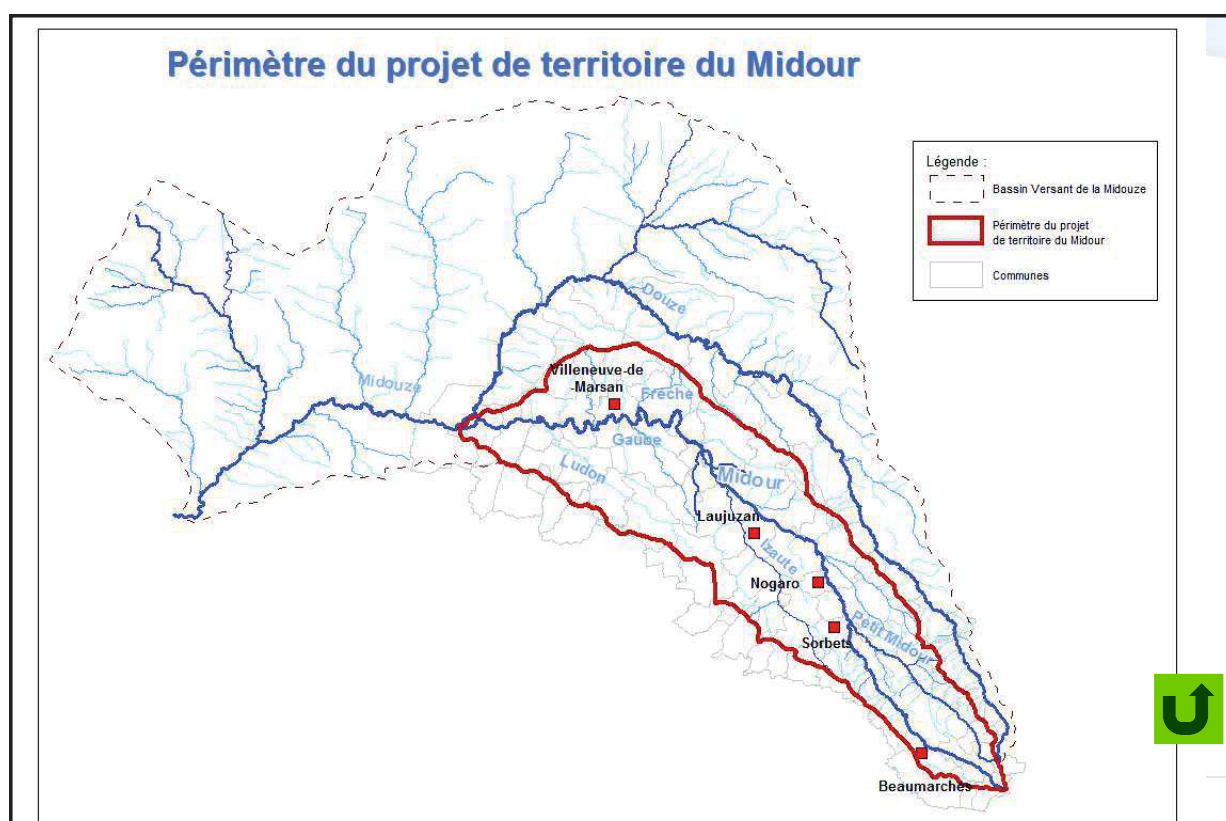 Périmètre du projet de territoire du Midour
Légende :
Bassin Versant de la Midouze
Périmètre du projet
de territoire du Midour
Communes
Douze
Villeneuve-de
-Marsan
Midouze
Frêche
Gaube
Ludon
Midour
Laujuzan
Izaute
Nogaro
Petit Midour
Sorbets
Beaumarchés